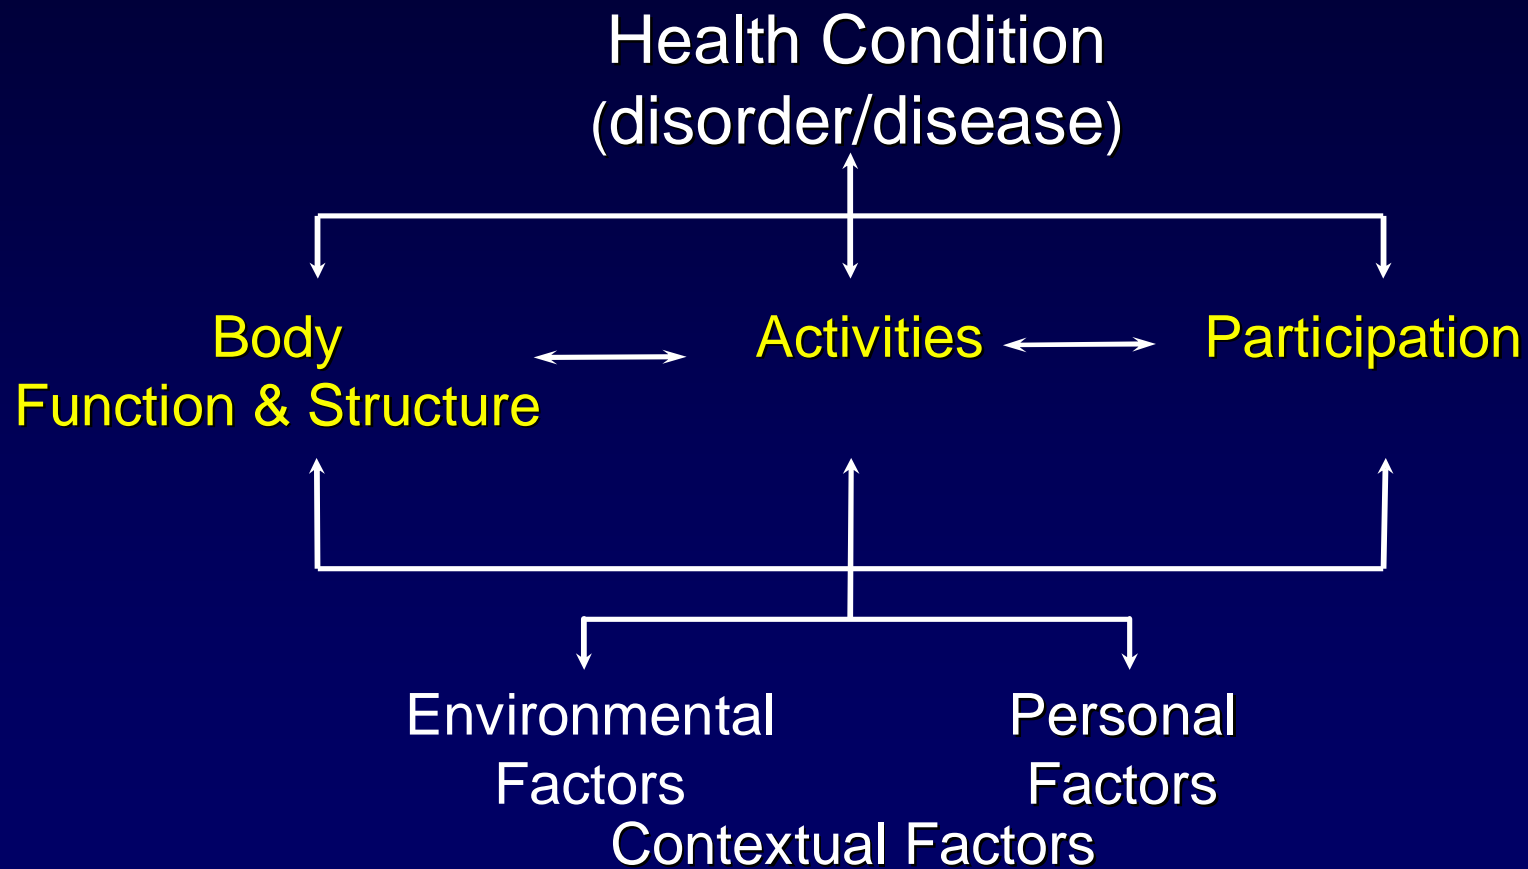 Health Condition
(disorder/disease)
Body
Function & Structure
Activities
Participation
Environmental
Factors
Personal
Factors
Contextual Factors